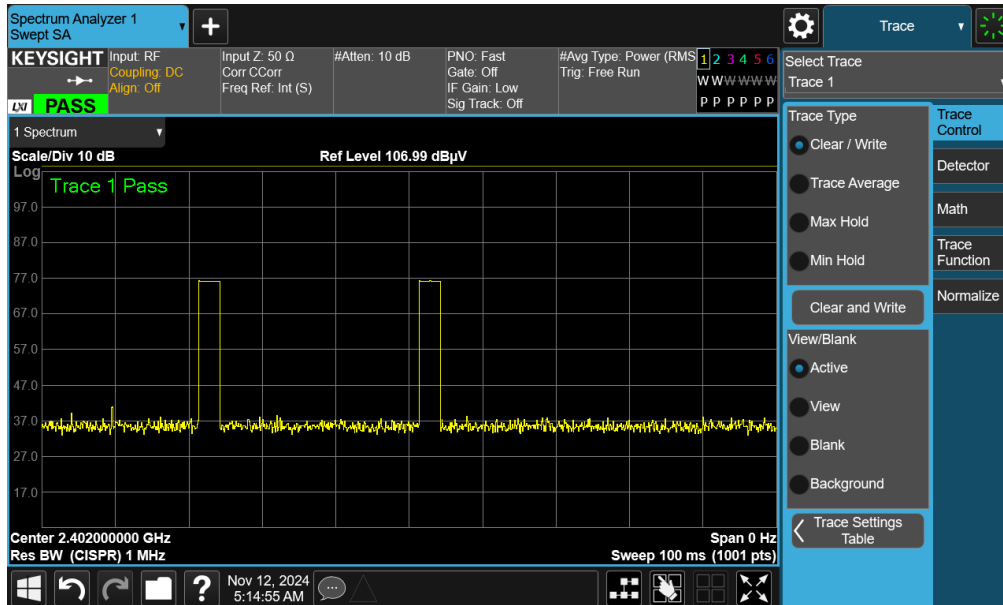 Spectrum Analyzer 1
Swept SA
+
Trace
KEYSIGHT
Input: RF
Coupling: DC
Align: Off
Input Z: 50 Ω
Corr CCorr
Freq Ref: Int (S)
#Atten: 10 dB
PNO: Fast
Gate: Off
IF Gain: Low
Sig Track: Off
#Avg Type: Power (RMS
Trig: Free Run
1 2 3 4 5 6
W W W W W W
P P P P P P
LXI
PASS
Select Trace
Trace 1
1 Spectrum
Scale/Div 10 dB
Ref Level 106.99 dBµV
Log
Trace 1 Pass
97.0
87.0
77.0
67.0
57.0
47.0
37.0
27.0
17.0
Center 2.402000000 GHz
Res BW (CISPR) 1 MHz
Span 0 Hz
Sweep 100 ms (1001 pts)
Trace Type
Clear / Write
Trace Average
Max Hold
Min Hold
Clear and Write
View/Blank
Active
View
Blank
Background
Trace Settings
Table
Trace
Control
Detector
Math
Trace
Function
Normalize
?
Nov 12, 2024
5:14:55 AM